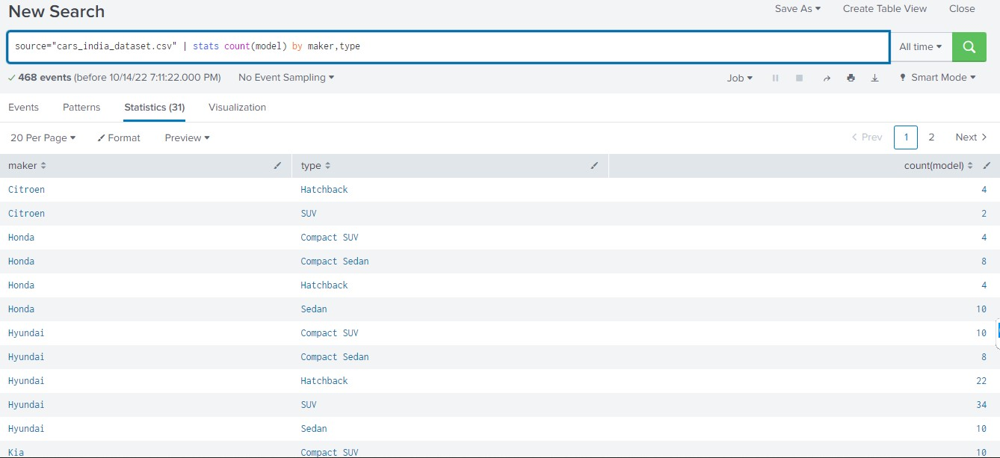 New Search
Save As Create Table View Close
source="cars_india_dataset.csv" | stats count(model) by maker,type
All time
468 events (before 10/14/22 7:11:22.000 PM) No Event Sampling
Job Smart Mode
Events Patterns Statistics (31) Visualization
20 Per Page Format Preview
Prev 1 2 Next
maker type count(model)
Citroen Hatchback 4
Citroen SUV 2
Honda Compact SUV 4
Honda Compact Sedan 8
Honda Hatchback 4
Honda Sedan 10
Hyundai Compact SUV 10
Hyundai Compact Sedan 8
Hyundai Hatchback 22
Hyundai SUV 34
Hyundai Sedan 10
Kia Compact SUV 10